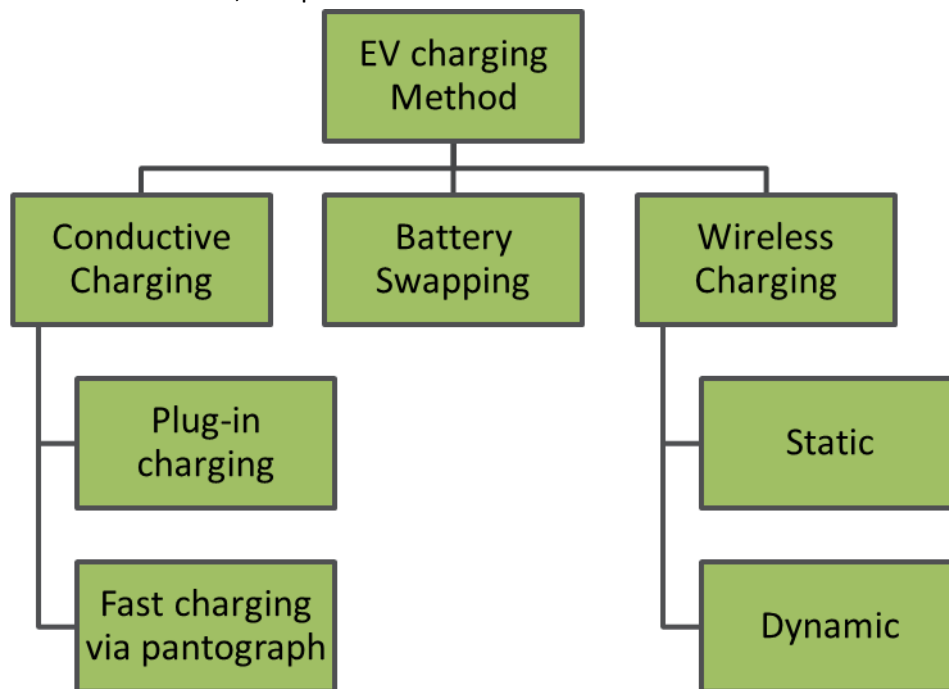 EV charging
Method
Conductive
Charging
Battery
Swapping
Wireless
Charging
Plug-in
charging
Static
Fast charging
via pantograph
Dynamic